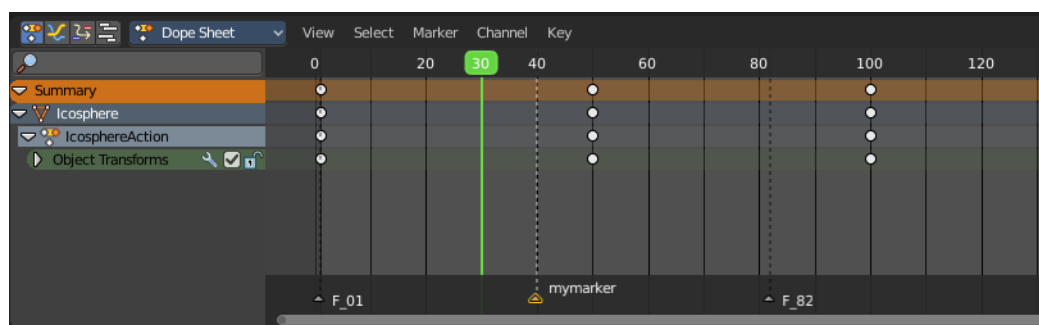 Dope Sheet View Select Marker Channel Key
0 20 30 40 60 80 100 120
Summary
Icosphere
IcosphereAction
Object Transforms
mymarker
F_01 F_82